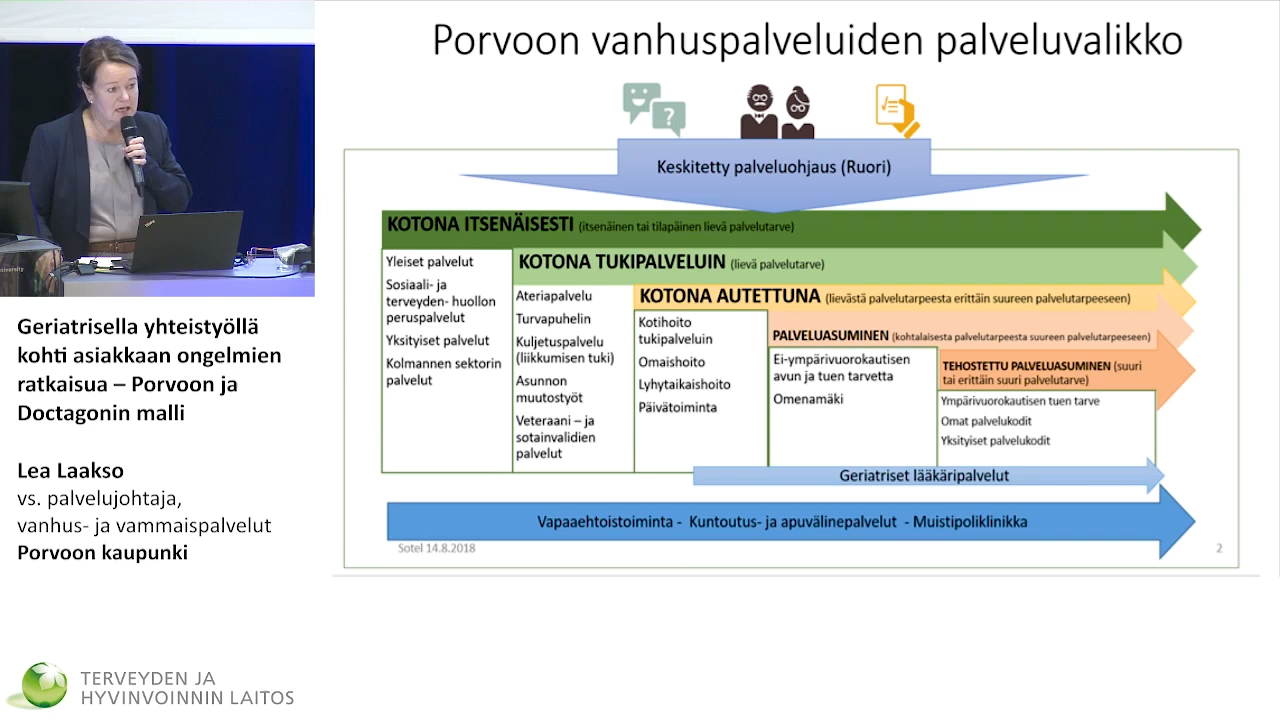 Porvoon vanhuspalveluiden palveluvalikko
?
Keskitetty palveluohjaus (Ruori)
KOTONA ITSENÄISESTI (itsenäinen tai tilapäinen lievä palvelutarve)
Yleiset palvelut
Sosiaali- ja
terveyden- huollon
peruspalvelut
Yksityiset palvelut
Kolmannen sektorin
palvelut
KOTONA TUKIPALVELUIN (lievä palvelutarve)
Ateriapalvelu
Turvapuhelin
Kuljetuspalvelu
(liikkumisen tuki)
Asunnon
muutostyöt
Veteraani – ja
sotainvalidien
palvelut
KOTONA AUTETTUNA (lievästä palvelutarpeesta erittäin suureen palvelutarpeeseen)
Kotihoito
tukipalveluin
Omaishoito
Lyhytaikaishoito
Päivätoiminta
PALVELUASUMINEN (kohtalaisesta palvelutarpeesta suureen palvelutarpeeseen)
Ei-ympärivuorokautisen
avun ja tuen tarvetta
Omenamäki
TEHOSTETTU PALVELUASUMINEN (suuri
tai erittäin suuri palvelutarve)
Ympärivuorokautisen tuen tarve
Omat palvelukodit
Yksityiset palvelukodit
Geriatriset lääkäripalvelut
Vapaaehtoistoiminta - Kuntoutus- ja apuvälinepalvelut - Muistipoliklinikka
Sotel 14.8.2018
2
Geriatrisella yhteistyöllä
kohti asiakkaan ongelmien
ratkaisua – Porvoon ja
Doctagonin malli
Lea Laakso
vs. palvelujohtaja,
vanhus- ja vammaispalvelut
Porvoon kaupunki
TERVEYDEN JA
HYVINVOINNIN LAITOS